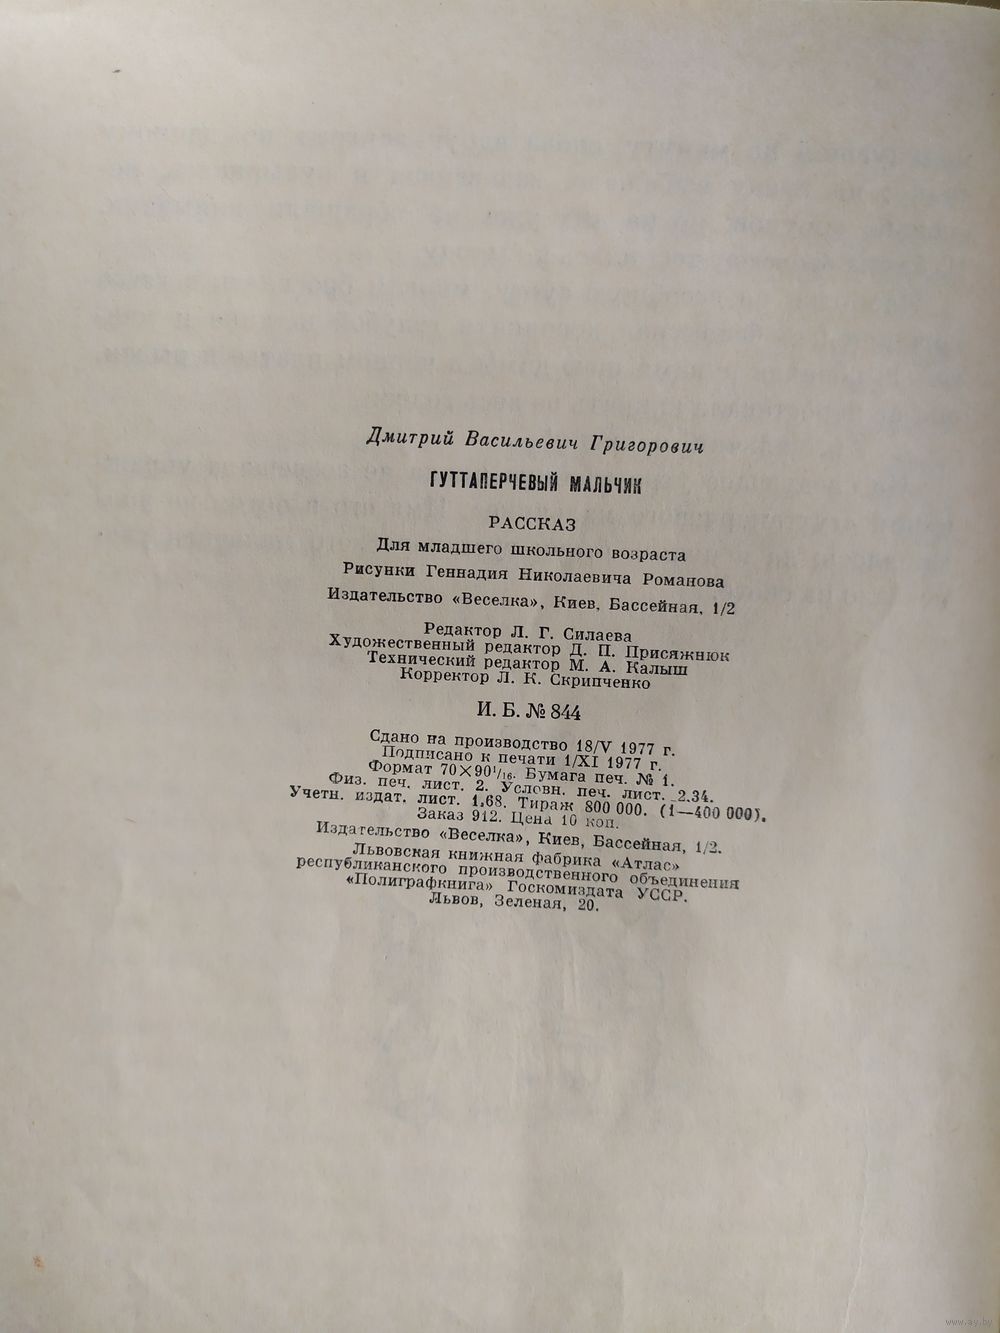 Дмитрий Васильевич Григорович
ГУТТАПЕРЧЕВЫЙ МАЛЬЧИК
РАССКАЗ
Для младшего школьного возраста
Рисунки Геннадия Николаевича Романова
Издательство «Веселка», Киев, Бассейная, 1/2
Редактор Л. Г. Силаева
Художественный редактор Д. П. Присяжнюк
Технический редактор М. А. Калыш
Корректор Л. К. Скрипченко
И. Б. № 844
Сдано на производство 18/V 1977 г.
Подписано к печати 1/XI 1977 г.
Формат 70×90¹/₁₆. Бумага печ. № 1.
Физ. печ. лист. 2. Условн. печ. лист. 2.34.
Учетн. издат. лист. 1.68. Тираж 800 000. (1—400 000).
Заказ 912. Цена 10 коп.
Издательство «Веселка», Киев, Бассейная, 1/2.
Львовская книжная фабрика «Атлас»
республиканского производственного объединения
«Полиграфкнига» Госкомиздата УССР.
Львов, Зеленая, 20.
www.ay.by